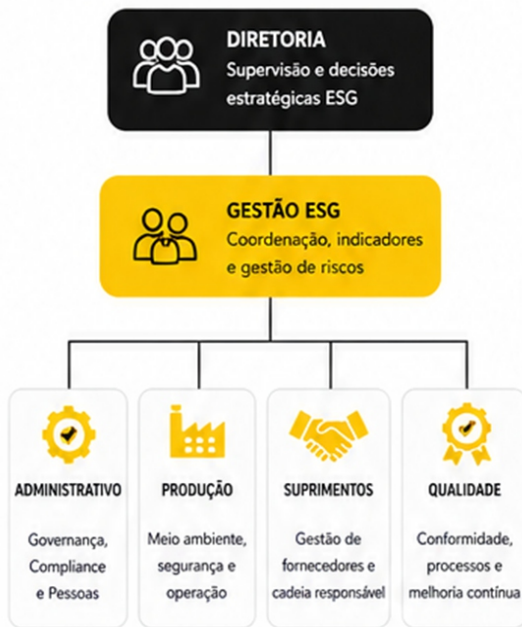 DIRETORIA
Supervisão e decisões
estratégicas ESG
GESTÃO ESG
Coordenação, indicadores
e gestão de riscos
ADMINISTRATIVO
Governança,
Compliance
e Pessoas
PRODUÇÃO
Meio ambiente,
segurança e
operação
SUPRIMENTOS
Gestão de
fornecedores e
cadeia responsável
QUALIDADE
Conformidade,
processos e
melhoria contínua